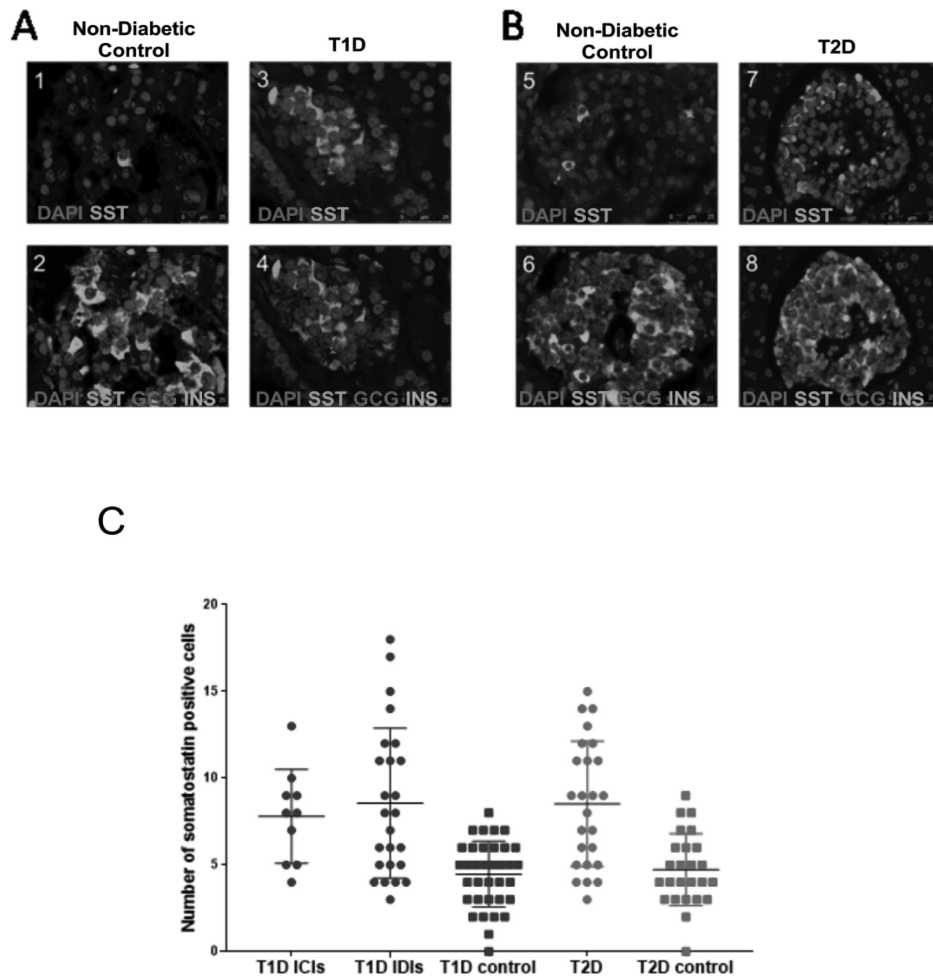 A
Non-Diabetic
Control
T1D
B
Non-Diabetic
Control
T2D
1
3
5
7
DAPI SST
DAPI SST
DAPI SST
DAPI SST
2
4
6
8
DAPI SST GCG INS
DAPI SST GCG INS
DAPI SST GCG INS
DAPI SST GCG INS
C
Number of somatostatin positive cells
20
15
10
5
0
T1D ICIs
T1D IDIs
T1D control
T2D
T2D control